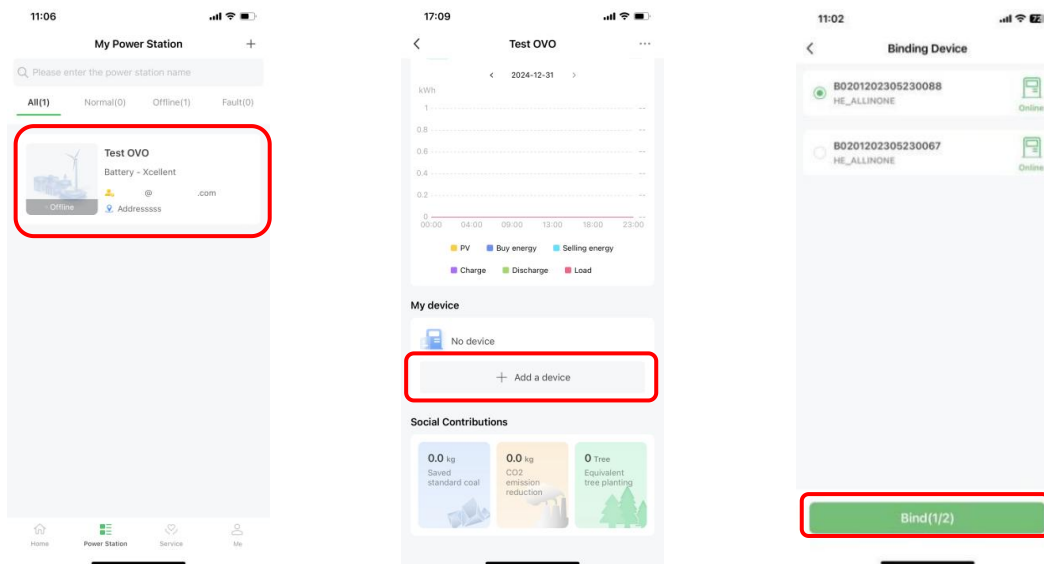 11:06
My Power Station
+
Please enter the power station name
All(1) Normal(0) Offline(1) Fault(0)
Test OVO
Battery - Xcellent
@ .com
Addresssss
· Offline
Home Power Station Service Me
17:09
Test OVO
...
< 2024-12-31 >
kWh
1 --
0.8 --
0.6 --
0.4 --
0.2 --
0 --
00:00 04:00 09:00 13:00 18:00 23:00
PV Buy energy Selling energy
Charge Discharge Load
My device
No device
+ Add a device
Social Contributions
0.0 kg
Saved
standard coal
0.0 kg
CO2
emission
reduction
0 Tree
Equivalent
tree planting
11:02
72
Binding Device
B0201202305230088
HE_ALLINONE
Online
B0201202305230067
HE_ALLINONE
Online
Bind(1/2)